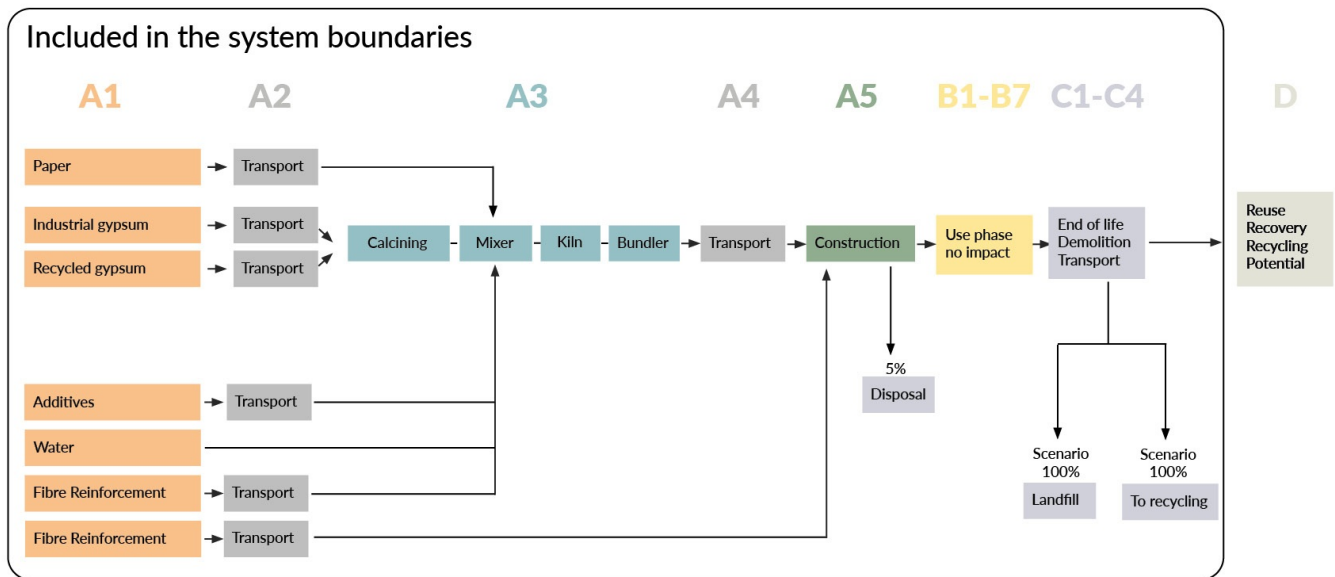 Included in the system boundaries
A1
A2
A3
A4
A5
B1-B7
C1-C4
D
Paper
Transport
Industrial gypsum
Transport
Recycled gypsum
Transport
Calcining
Mixer
Kiln
Bundler
Transport
Construction
Use phase
no impact
End of life
Demolition
Transport
Reuse
Recovery
Recycling
Potential
5%
Disposal
Additives
Transport
Water
Fibre Reinforcement
Transport
Fibre Reinforcement
Transport
Scenario
100%
Landfill
Scenario
100%
To recycling